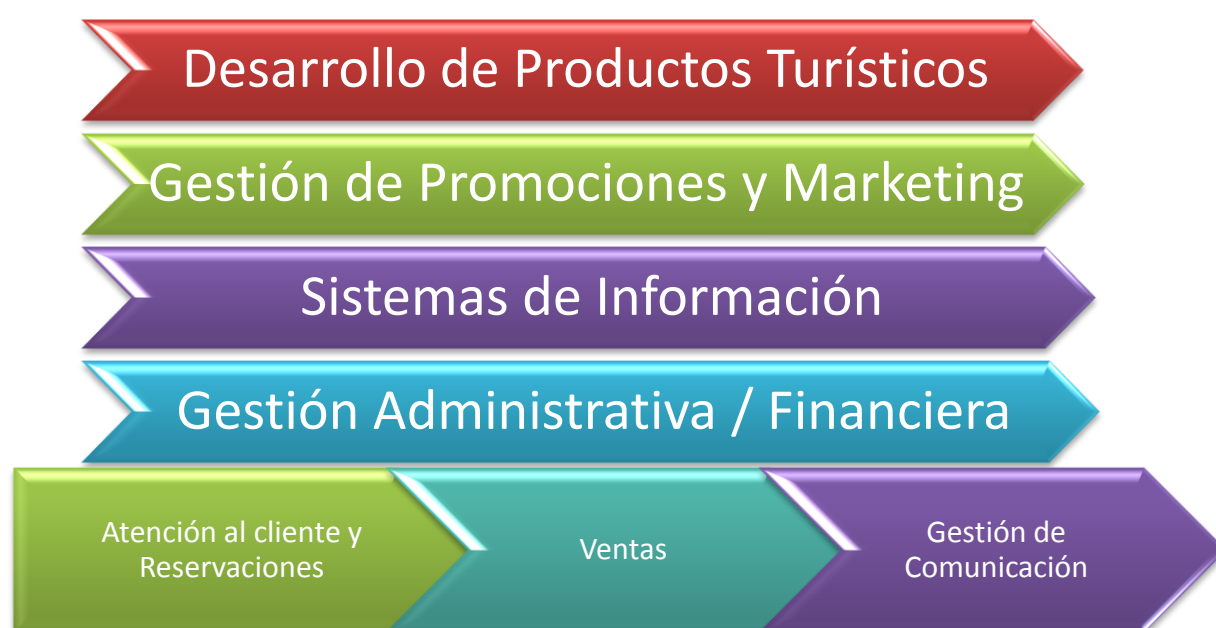 Desarrollo de Productos Turísticos
Gestión de Promociones y Marketing
Sistemas de Información
Gestión Administrativa / Financiera
Atención al cliente y
Reservaciones
Ventas
Gestión de
Comunicación